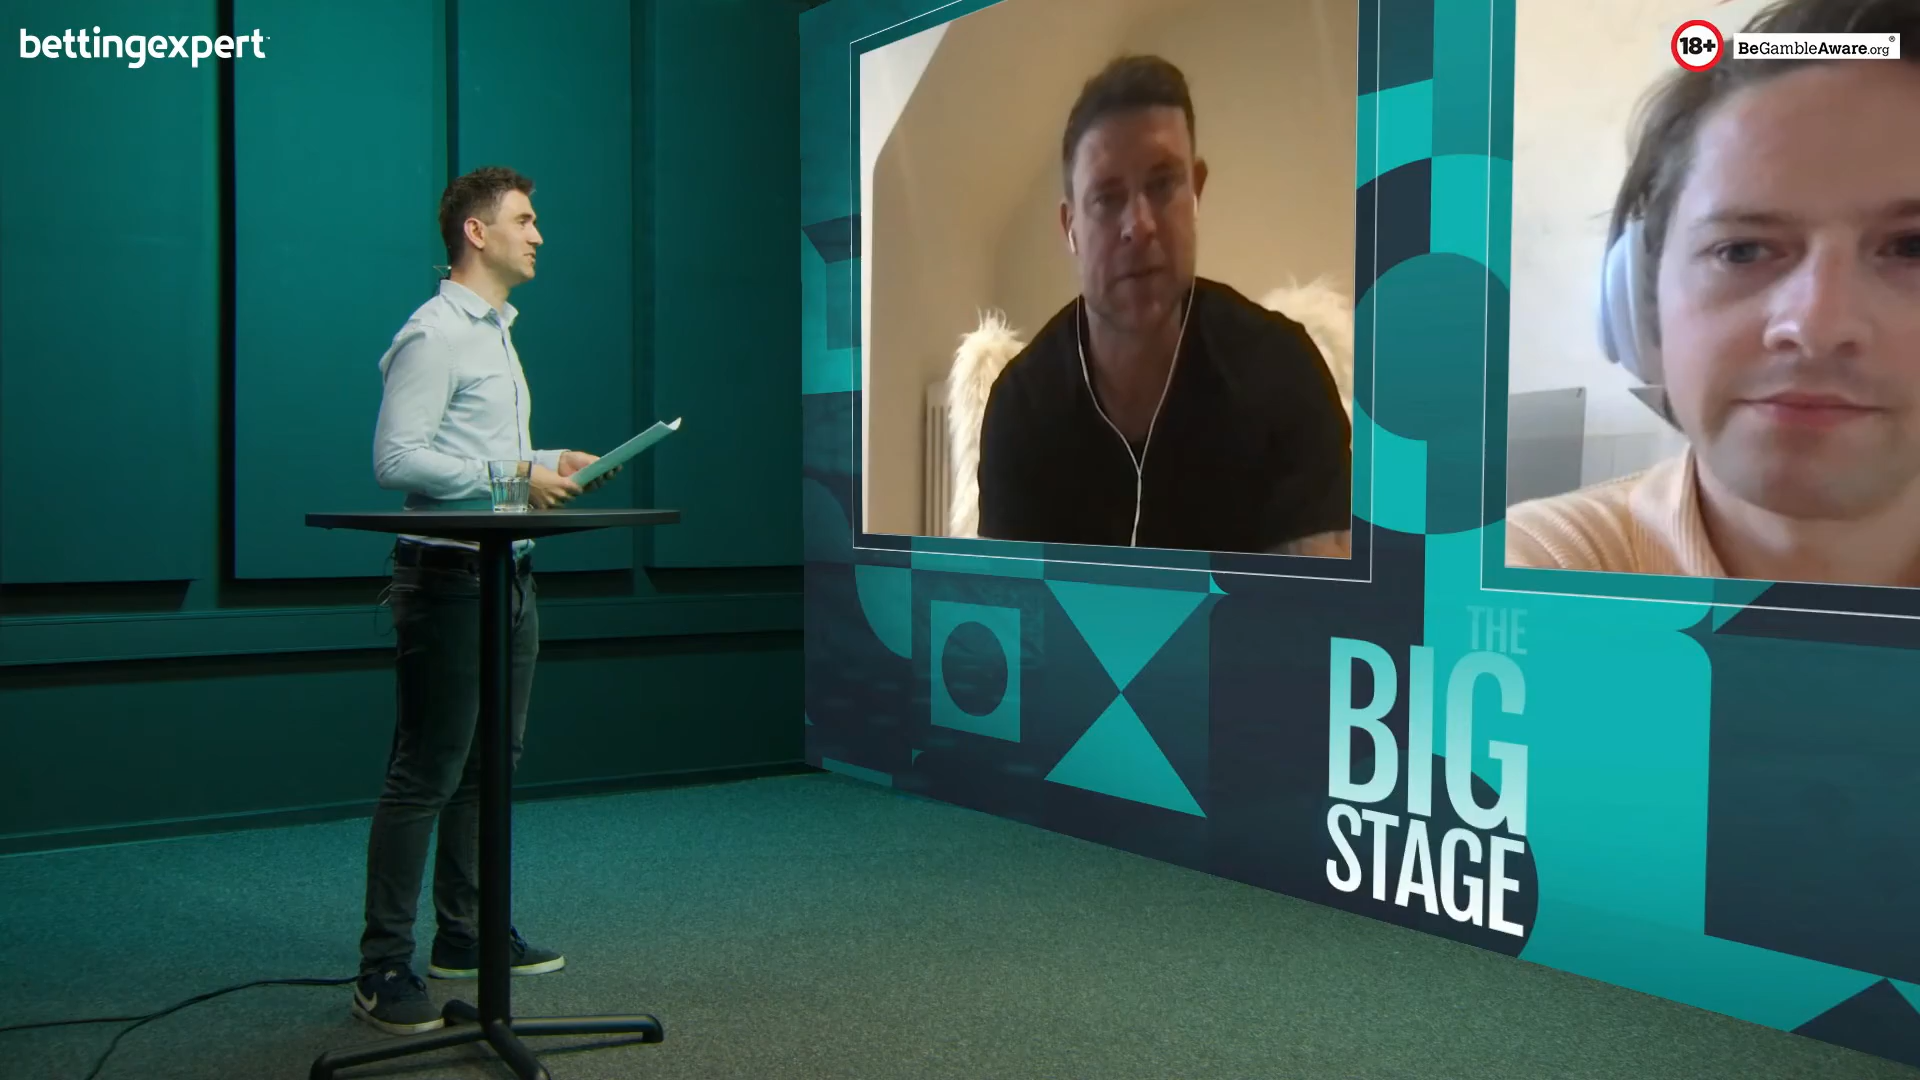 bettingexpert
18+
BeGambleAware.org
THE
BIG
STAGE